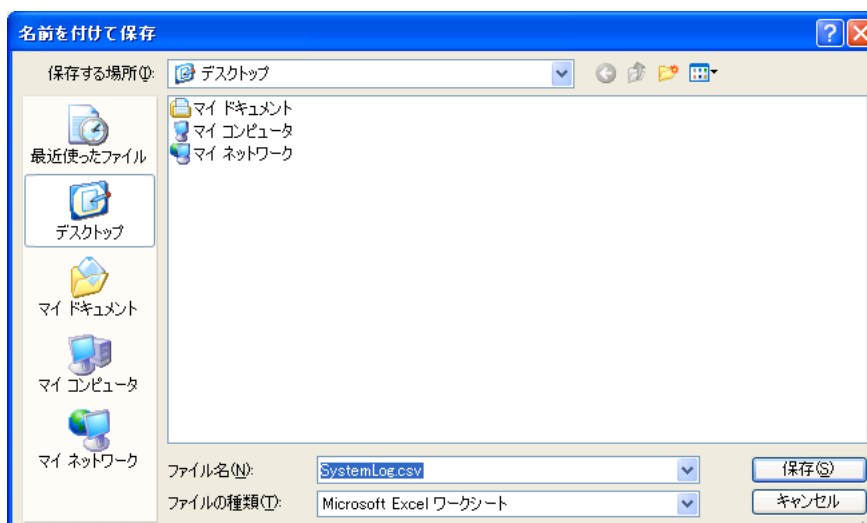 名前を付けて保存
保存する場所(I):
デスクトップ
マイ ドキュメント
マイ コンピュータ
マイ ネットワーク
最近使ったファイル
デスクトップ
マイ ドキュメント
マイ コンピュータ
マイ ネットワーク
ファイル名(N):
SystemLog.csv
保存(S)
ファイルの種類(T):
Microsoft Excel ワークシート
キャンセル